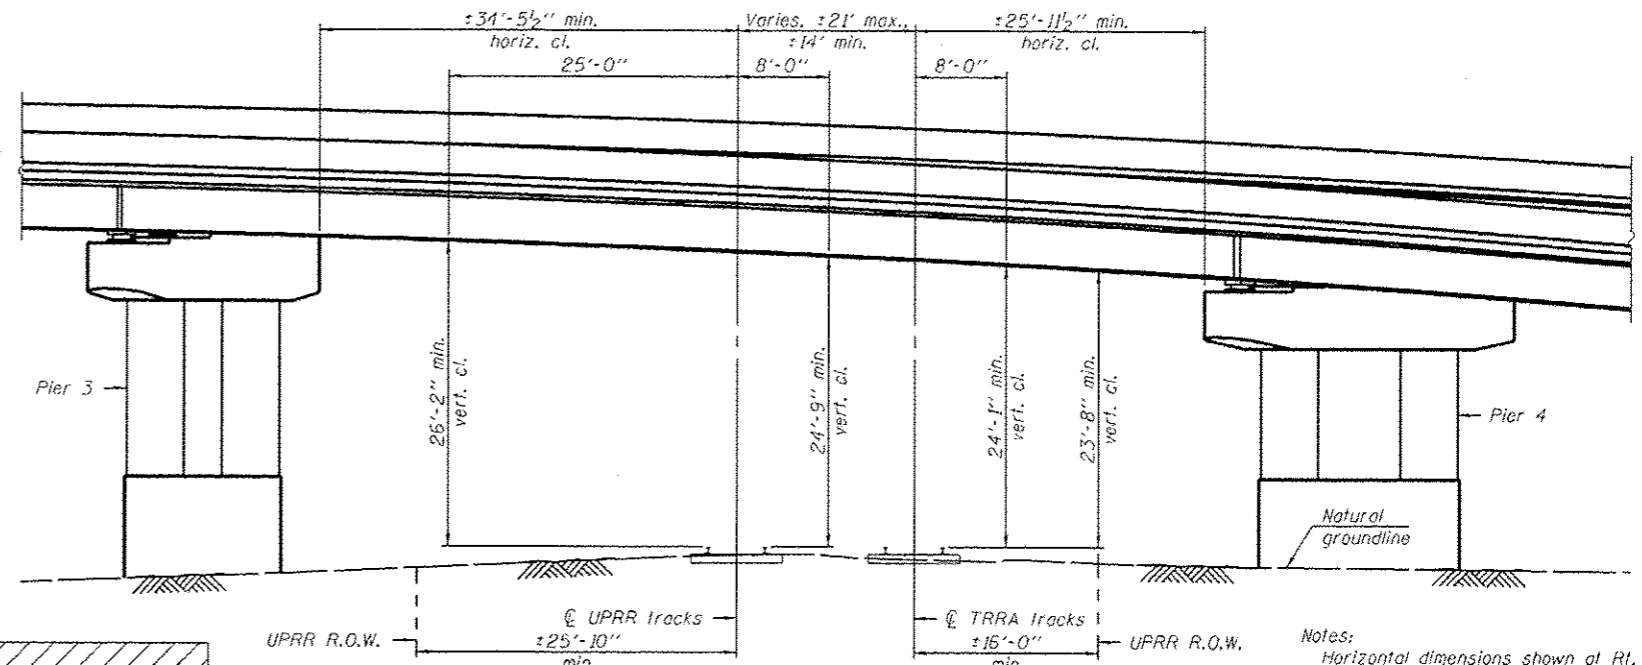 ±34'-5½" min.
horiz. cl.
Varies. ±21' max.,
±14' min.
±25'-11½" min.
horiz. cl.
25'-0"
8'-0"
8'-0"
26'-2" min.
vert. cl.
24'-9" min.
vert. cl.
24'-1" min.
vert. cl.
23'-8" min.
vert. cl.
Pier 3
Pier 4
Natural
groundline
℄ UPRR tracks
℄ TRRA tracks
UPRR R.O.W.
±25'-10"
min.
±16'-0"
min.
UPRR R.O.W.
Notes:
Horizontal dimensions shown at Rt.